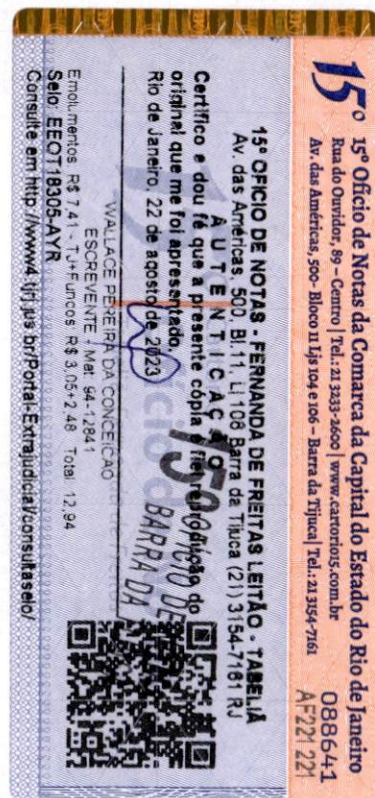 15º
15º Ofício de Notas da Comarca da Capital do Estado do Rio de Janeiro
Rua do Ouvidor, 89 - Centro | Tel.: 21 3233-2600 | www.cartorio15.com.br
Av. das Américas, 500 - Bloco 11 Ljs 104 e 106 - Barra da Tijuca | Tel.: 21 3154-7161
088641
AF221 221
15º OFÍCIO DE NOTAS - FERNANDA DE FREITAS LEITÃO - TABELIÃ
Av. das Américas, 500, Bl.11, Lj 106 Barra da Tijuca (21) 3154-7161 RJ
AUTENTICAÇÃO
Certifico e dou fé que a presente cópia é fiel reprodução do
original que me foi apresentado.
Rio de Janeiro, 22 de agosto de 2023
15º OFÍCIO DE
BARRA DA
WALLACE PEREIRA DA CONCEICAO
ESCREVENTE / Mat: 94-12841
Emolumentos: R$ 7,41 - TJ+Fundos: R$ 3,05+2,48 Total: 12,94
Selo: EEOT18305-AYR
Consulte em http://www4.tjrj.jus.br/Portal-Extrajudicial/consultaselo/